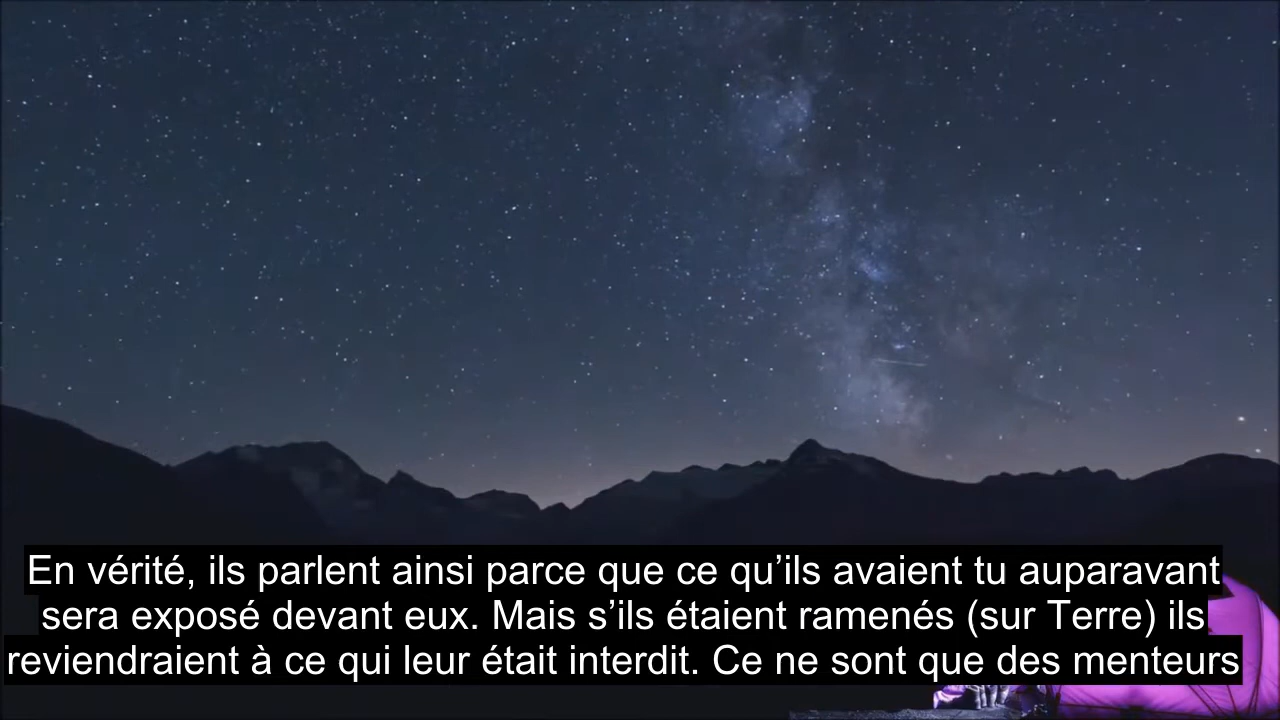 En vérité, ils parlent ainsi parce que ce qu’ils avaient tu auparavant
sera exposé devant eux. Mais s’ils étaient ramenés (sur Terre) ils
reviendraient à ce qui leur était interdit. Ce ne sont que des menteurs